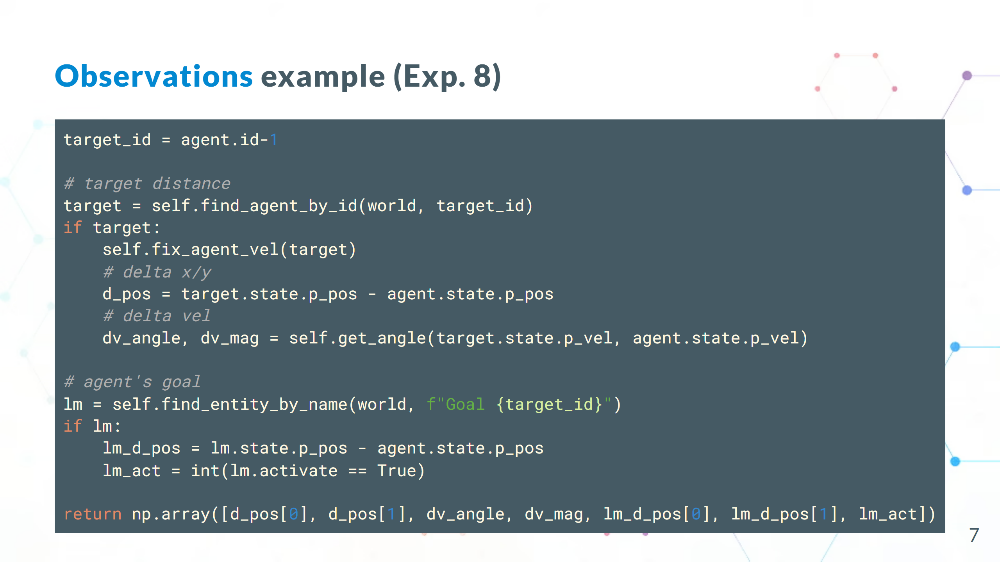 Observations example (Exp. 8)
target_id = agent.id-1
# target distance
target = self.find_agent_by_id(world, target_id)
if target:
    self.fix_agent_vel(target)
    # delta x/y
    d_pos = target.state.p_pos - agent.state.p_pos
    # delta vel
    dv_angle, dv_mag = self.get_angle(target.state.p_vel, agent.state.p_vel)
# agent's goal
lm = self.find_entity_by_name(world, f"Goal {target_id}")
if lm:
    lm_d_pos = lm.state.p_pos - agent.state.p_pos
    lm_act = int(lm.activate == True)
return np.array([d_pos[0], d_pos[1], dv_angle, dv_mag, lm_d_pos[0], lm_d_pos[1], lm_act])
7